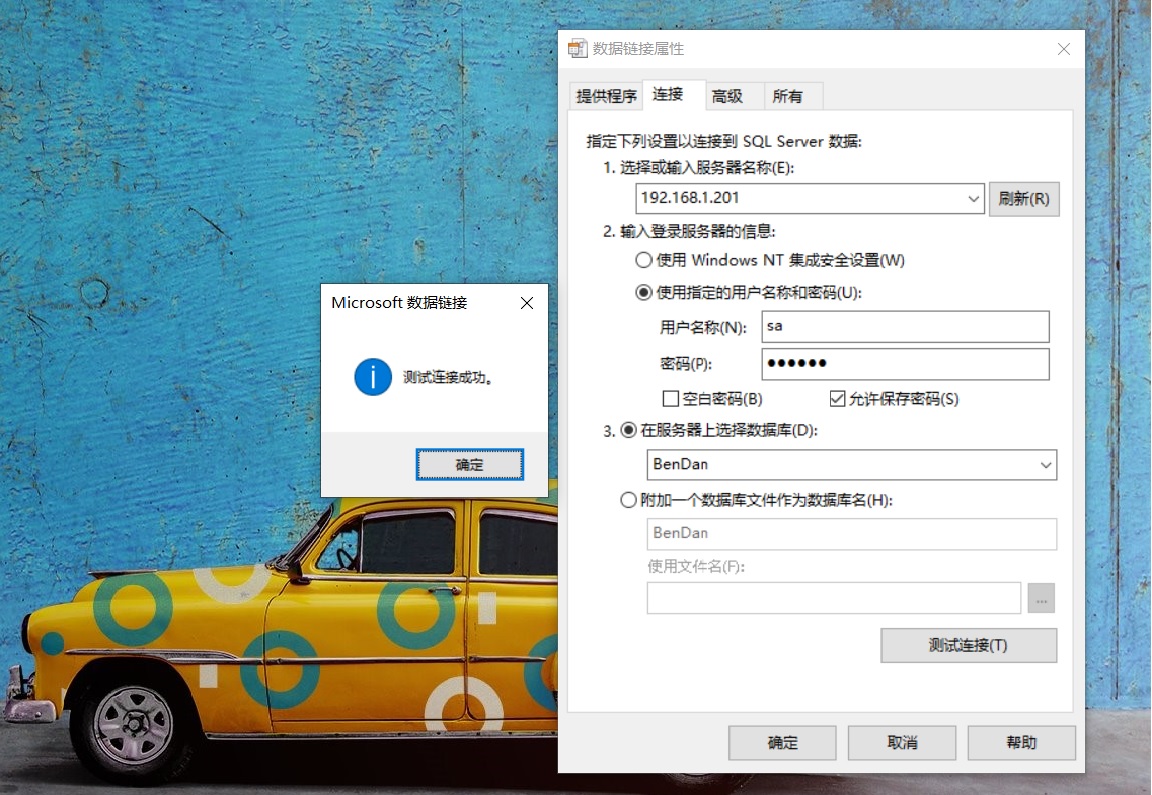 数据链接属性
提供程序 连接 高级 所有
指定下列设置以连接到 SQL Server 数据:
1. 选择或输入服务器名称(E):
192.168.1.201 刷新(R)
2. 输入登录服务器的信息:
使用 Windows NT 集成安全设置(W)
使用指定的用户名称和密码(U):
用户名称(N): sa
密码(P): ●●●●●●
空白密码(B) 允许保存密码(S)
3. 在服务器上选择数据库(D):
BenDan
附加一个数据库文件作为数据库名(H):
BenDan
使用文件名(F):
...
测试连接(T)
确定 取消 帮助
Microsoft 数据链接
测试连接成功。
确定